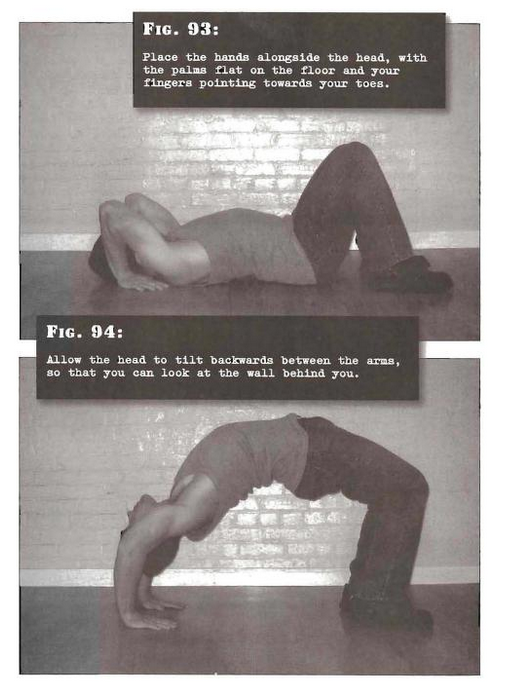 FIG. 93:
Place the hands alongside the head, with
the palms flat on the floor and your
fingers pointing towards your toes.
FIG. 94:
Allow the head to tilt backwards between the arms,
so that you can look at the wall behind you.